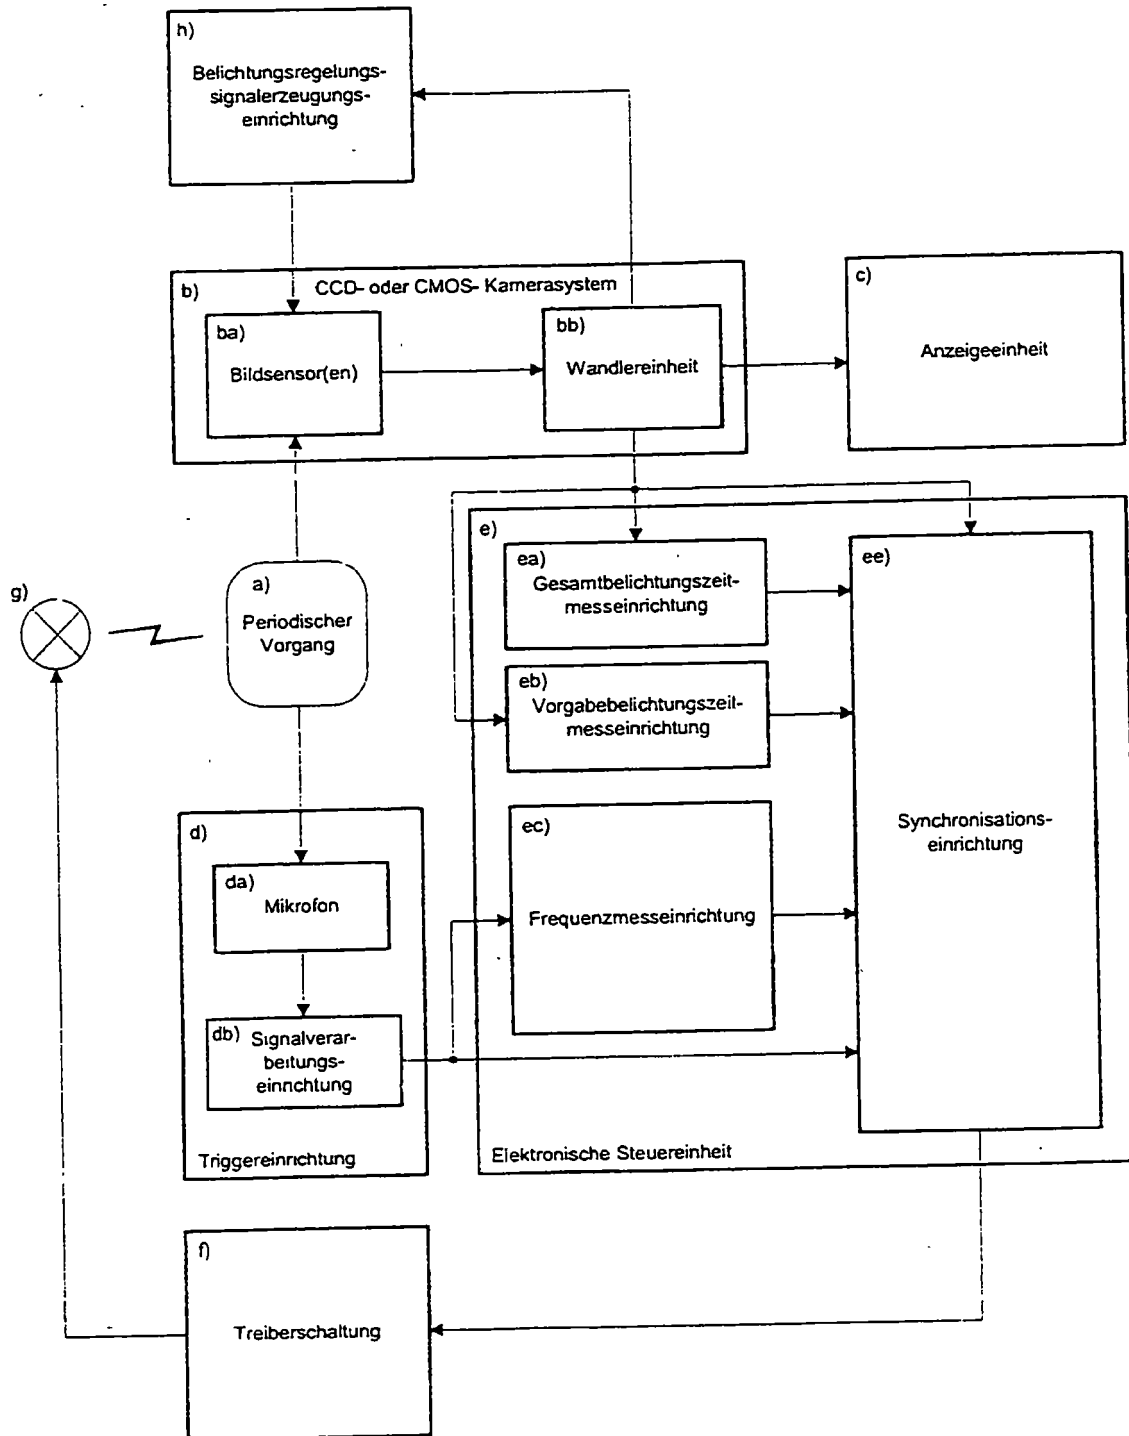 h)
Belichtungsregelungs-
signalerzeugungs-
einrichtung
b)
CCD- oder CMOS- Kamerasystem
ba)
Bildsensor(en)
bb)
Wandlereinheit
c)
Anzeigeeinheit
e)
ea)
Gesamtbelichtungszeit-
messeinrichtung
ee)
g)
a)
Periodischer
Vorgang
eb)
Vorgabebelichtungszeit-
messeinrichtung
d)
ec)
Synchronisations-
einrichtung
da)
Mikrofon
Frequenzmesseinrichtung
db)
Signalverar-
beitungs-
einrichtung
Triggereinrichtung
Elektronische Steuereinheit
f)
Treiberschaltung